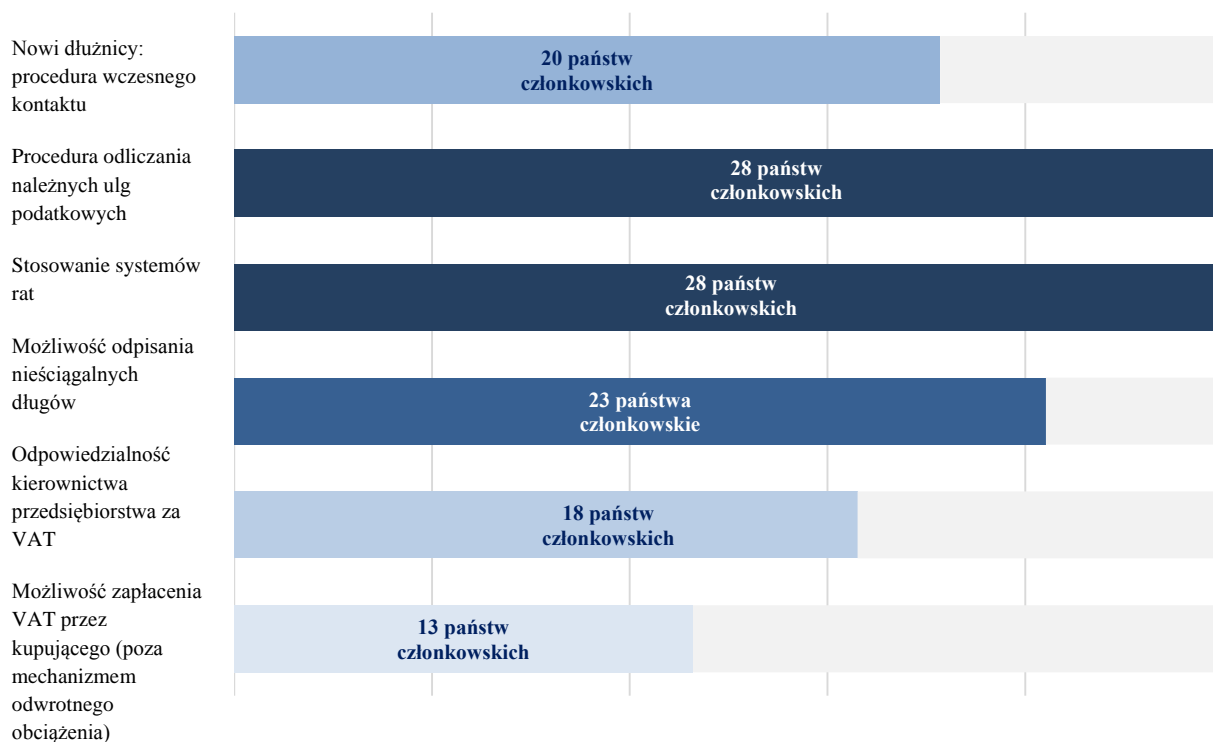 Nowi dłużnicy:
procedura wczesnego
kontaktu
20 państw
członkowskich
Procedura odliczania
należnych ulg
podatkowych
28 państw
członkowskich
Stosowanie systemów
rat
28 państw
członkowskich
Możliwość odpisania
nieściągalnych
długów
23 państwa
członkowskie
Odpowiedzialność
kierownictwa
przedsiębiorstwa za
VAT
18 państw
członkowskich
Możliwość zapłacenia
VAT przez
kupującego (poza
mechanizmem
odwrotnego
obciążenia)
13 państw
członkowskich